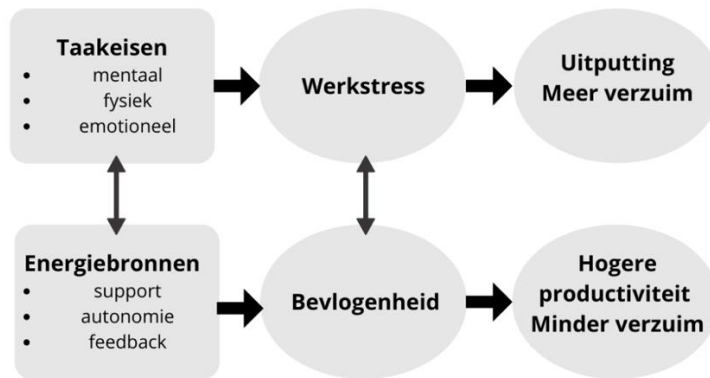 Taakeisen
• mentaal
• fysiek
• emotioneel
Werkstress
Uitputting
Meer verzuim
Energiebronnen
• support
• autonomie
• feedback
Bevlogenheid
Hogere
productiviteit
Minder verzuim